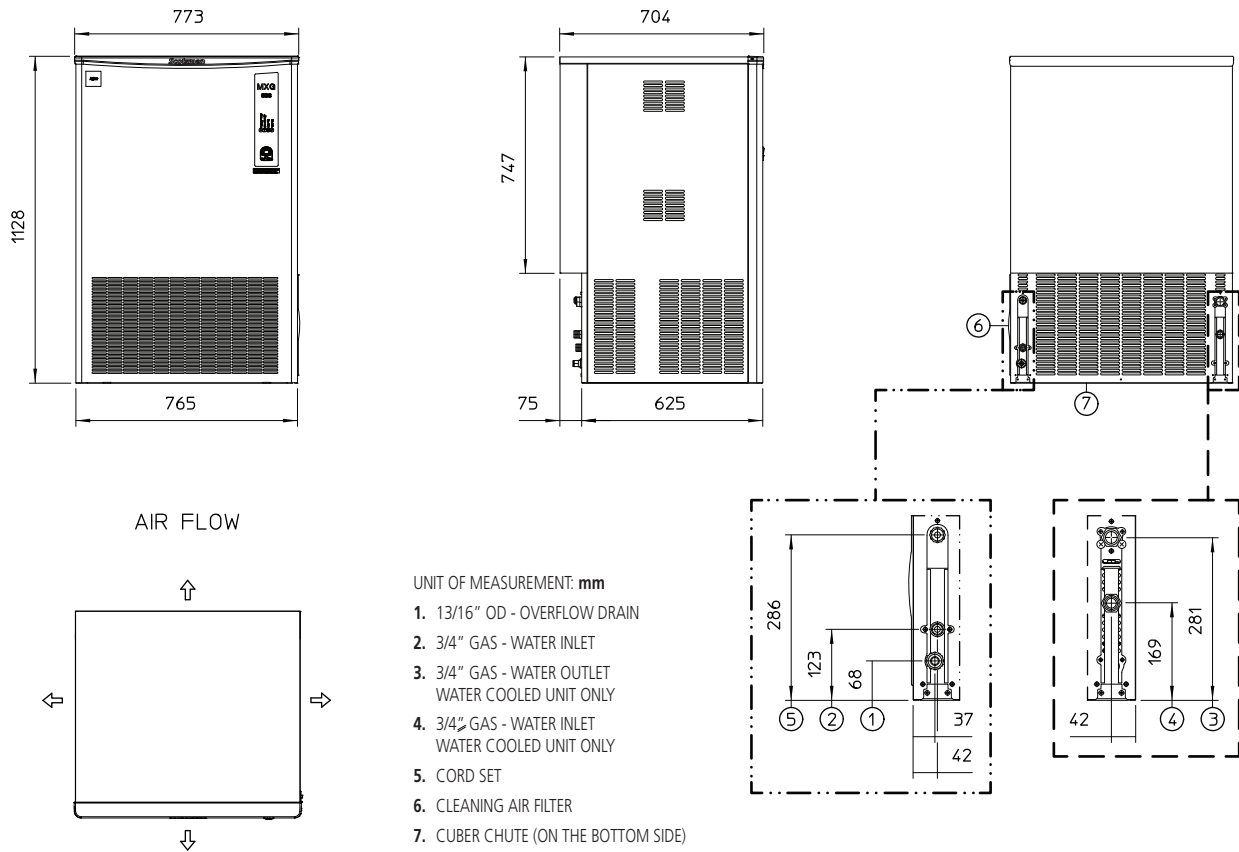 773
704
Scotsman
MXG
1128
747
765
75
625
6
7
AIR FLOW
UNIT OF MEASUREMENT: mm
1. 13/16” OD - OVERFLOW DRAIN
2. 3/4” GAS - WATER INLET
3. 3/4” GAS - WATER OUTLET
WATER COOLED UNIT ONLY
4. 3/4” GAS - WATER INLET
WATER COOLED UNIT ONLY
5. CORD SET
6. CLEANING AIR FILTER
7. CUBER CHUTE (ON THE BOTTOM SIDE)
286
123
68
5
2
1
37
42
281
169
42
4
3